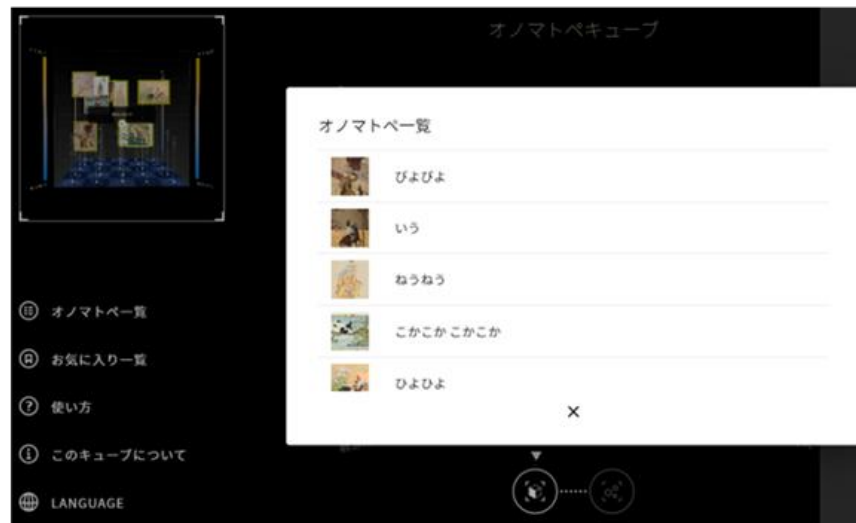 オノマトペキューブ
オノマトペ一覧
びよびよ
いう
ねうねう
こかこか こかこか
ひよひよ
オノマトペ一覧
お気に入り一覧
使い方
このキューブについて
LANGUAGE